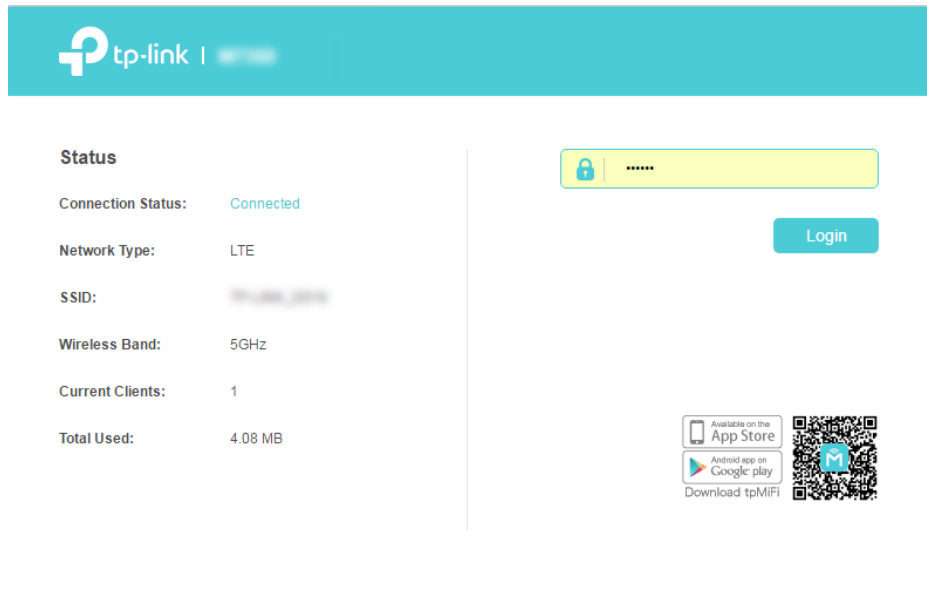 tp-link |
Status
Connection Status: Connected
Network Type: LTE
SSID:
Wireless Band: 5GHz
Current Clients: 1
Total Used: 4.08 MB
••••••
Login
Available on the
App Store
Android app on
Google play
Download tpMiFi
M